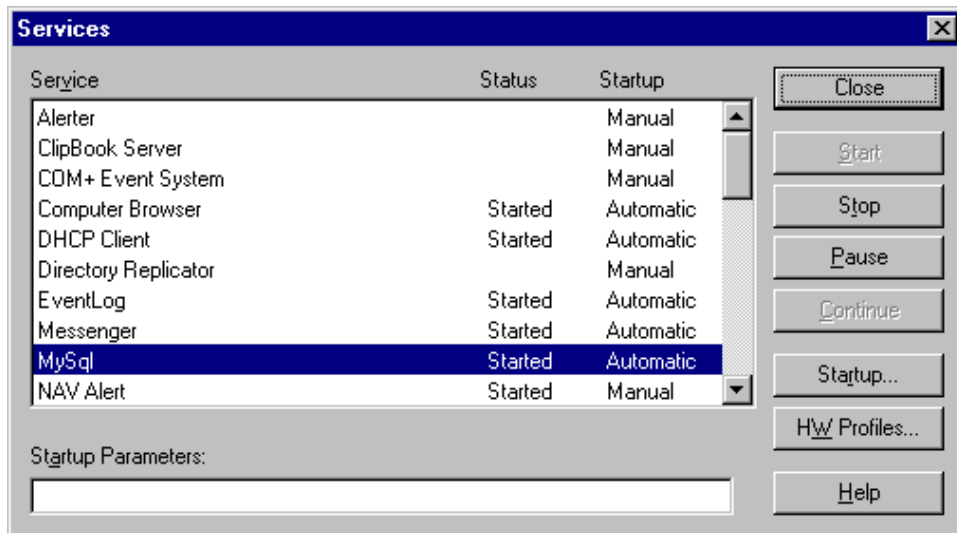 Services
Service Status Startup
Alerter Manual
ClipBook Server Manual
COM+ Event System Manual
Computer Browser Started Automatic
DHCP Client Started Automatic
Directory Replicator Manual
EventLog Started Automatic
Messenger Started Automatic
MySql Started Automatic
NAV Alert Started Manual
Startup Parameters:
Close
Start
Stop
Pause
Continue
Startup...
HW Profiles...
Help